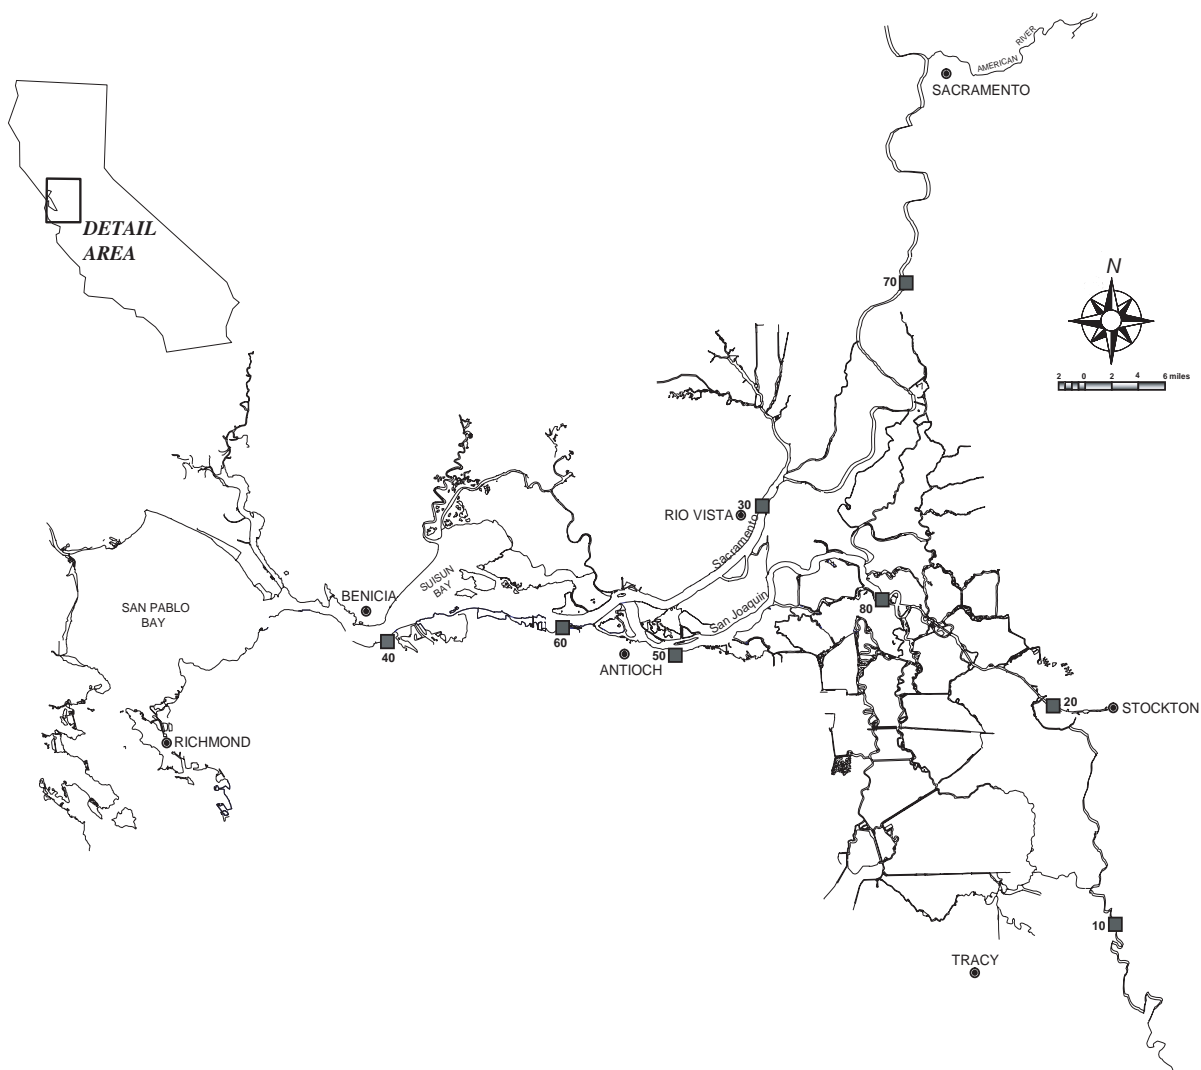 AMERICAN RIVER
SACRAMENTO
DETAIL
AREA
N
70
2 0 2 4 6 miles
30
RIO VISTA
Sacramento
SUISUN
BAY
BENICIA
SAN PABLO
BAY
80
San Joaquin
40
60
50
ANTIOCH
20
STOCKTON
RICHMOND
10
TRACY